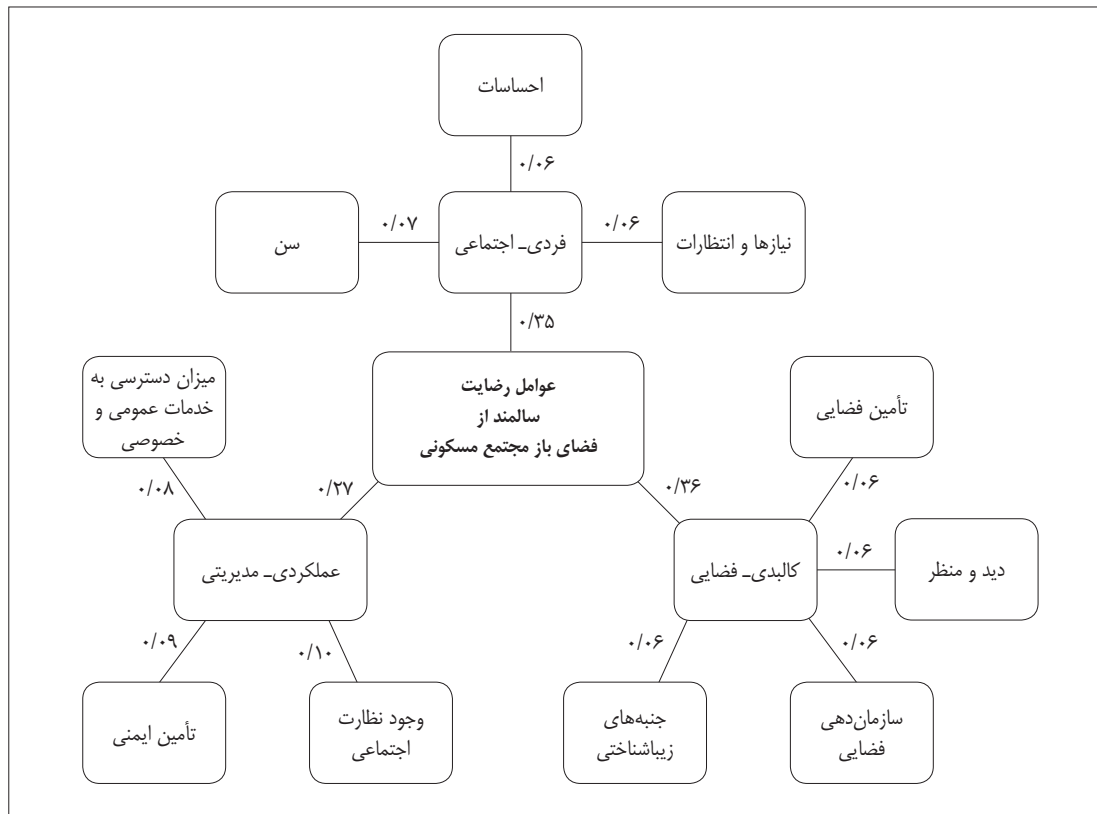 احساسات
۰/۰۶
سن
۰/۰۷
فردی‌ـ اجتماعی
۰/۰۶
نیازها و انتظارات
۰/۳۵
عوامل رضایت
سالمند از
فضای باز مجتمع مسکونی
میزان دسترسی به
خدمات عمومی و
خصوصی
تأمین فضایی
۰/۰۸
۰/۲۷
۰/۳۶
۰/۰۶
عملکردی‌ـ مدیریتی
کالبدی‌ـ فضایی
۰/۰۶
دید و منظر
۰/۰۹
۰/۱۰
۰/۰۶
۰/۰۶
تأمین ایمنی
وجود نظارت
اجتماعی
جنبه‌های
زیباشناختی
سازمان‌دهی
فضایی